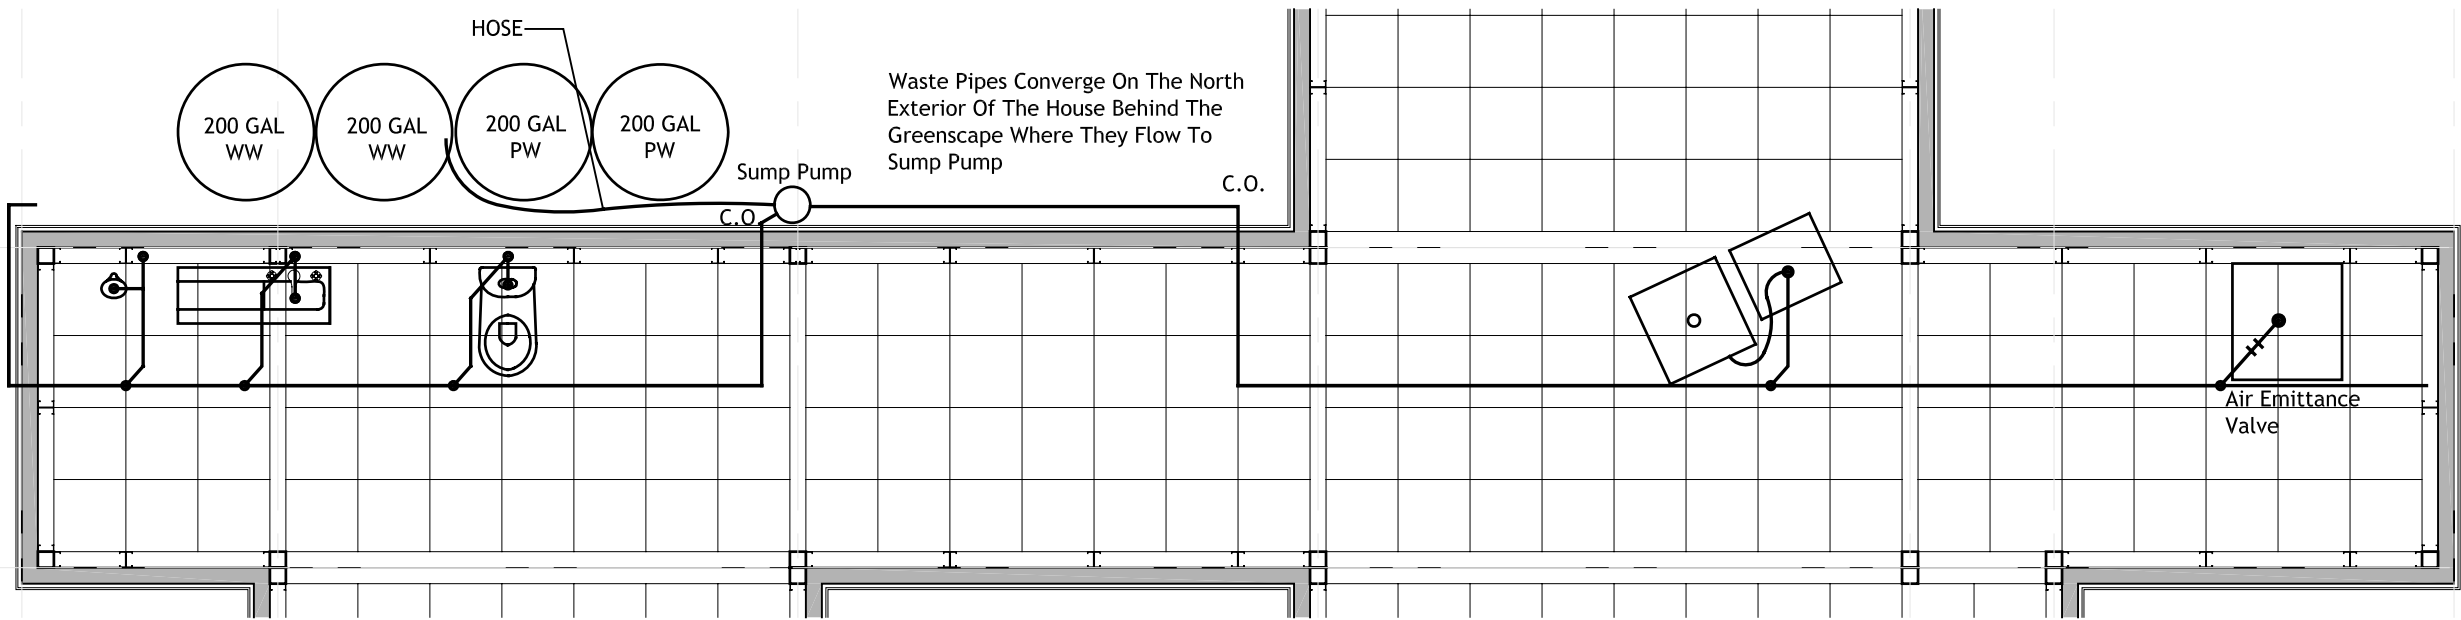 HOSE
200 GAL
WW
200 GAL
WW
200 GAL
PW
200 GAL
PW
Waste Pipes Converge On The North
Exterior Of The House Behind The
Greenscape Where They Flow To
Sump Pump
Sump Pump
C.O.
C.O.
Air Emittance
Valve